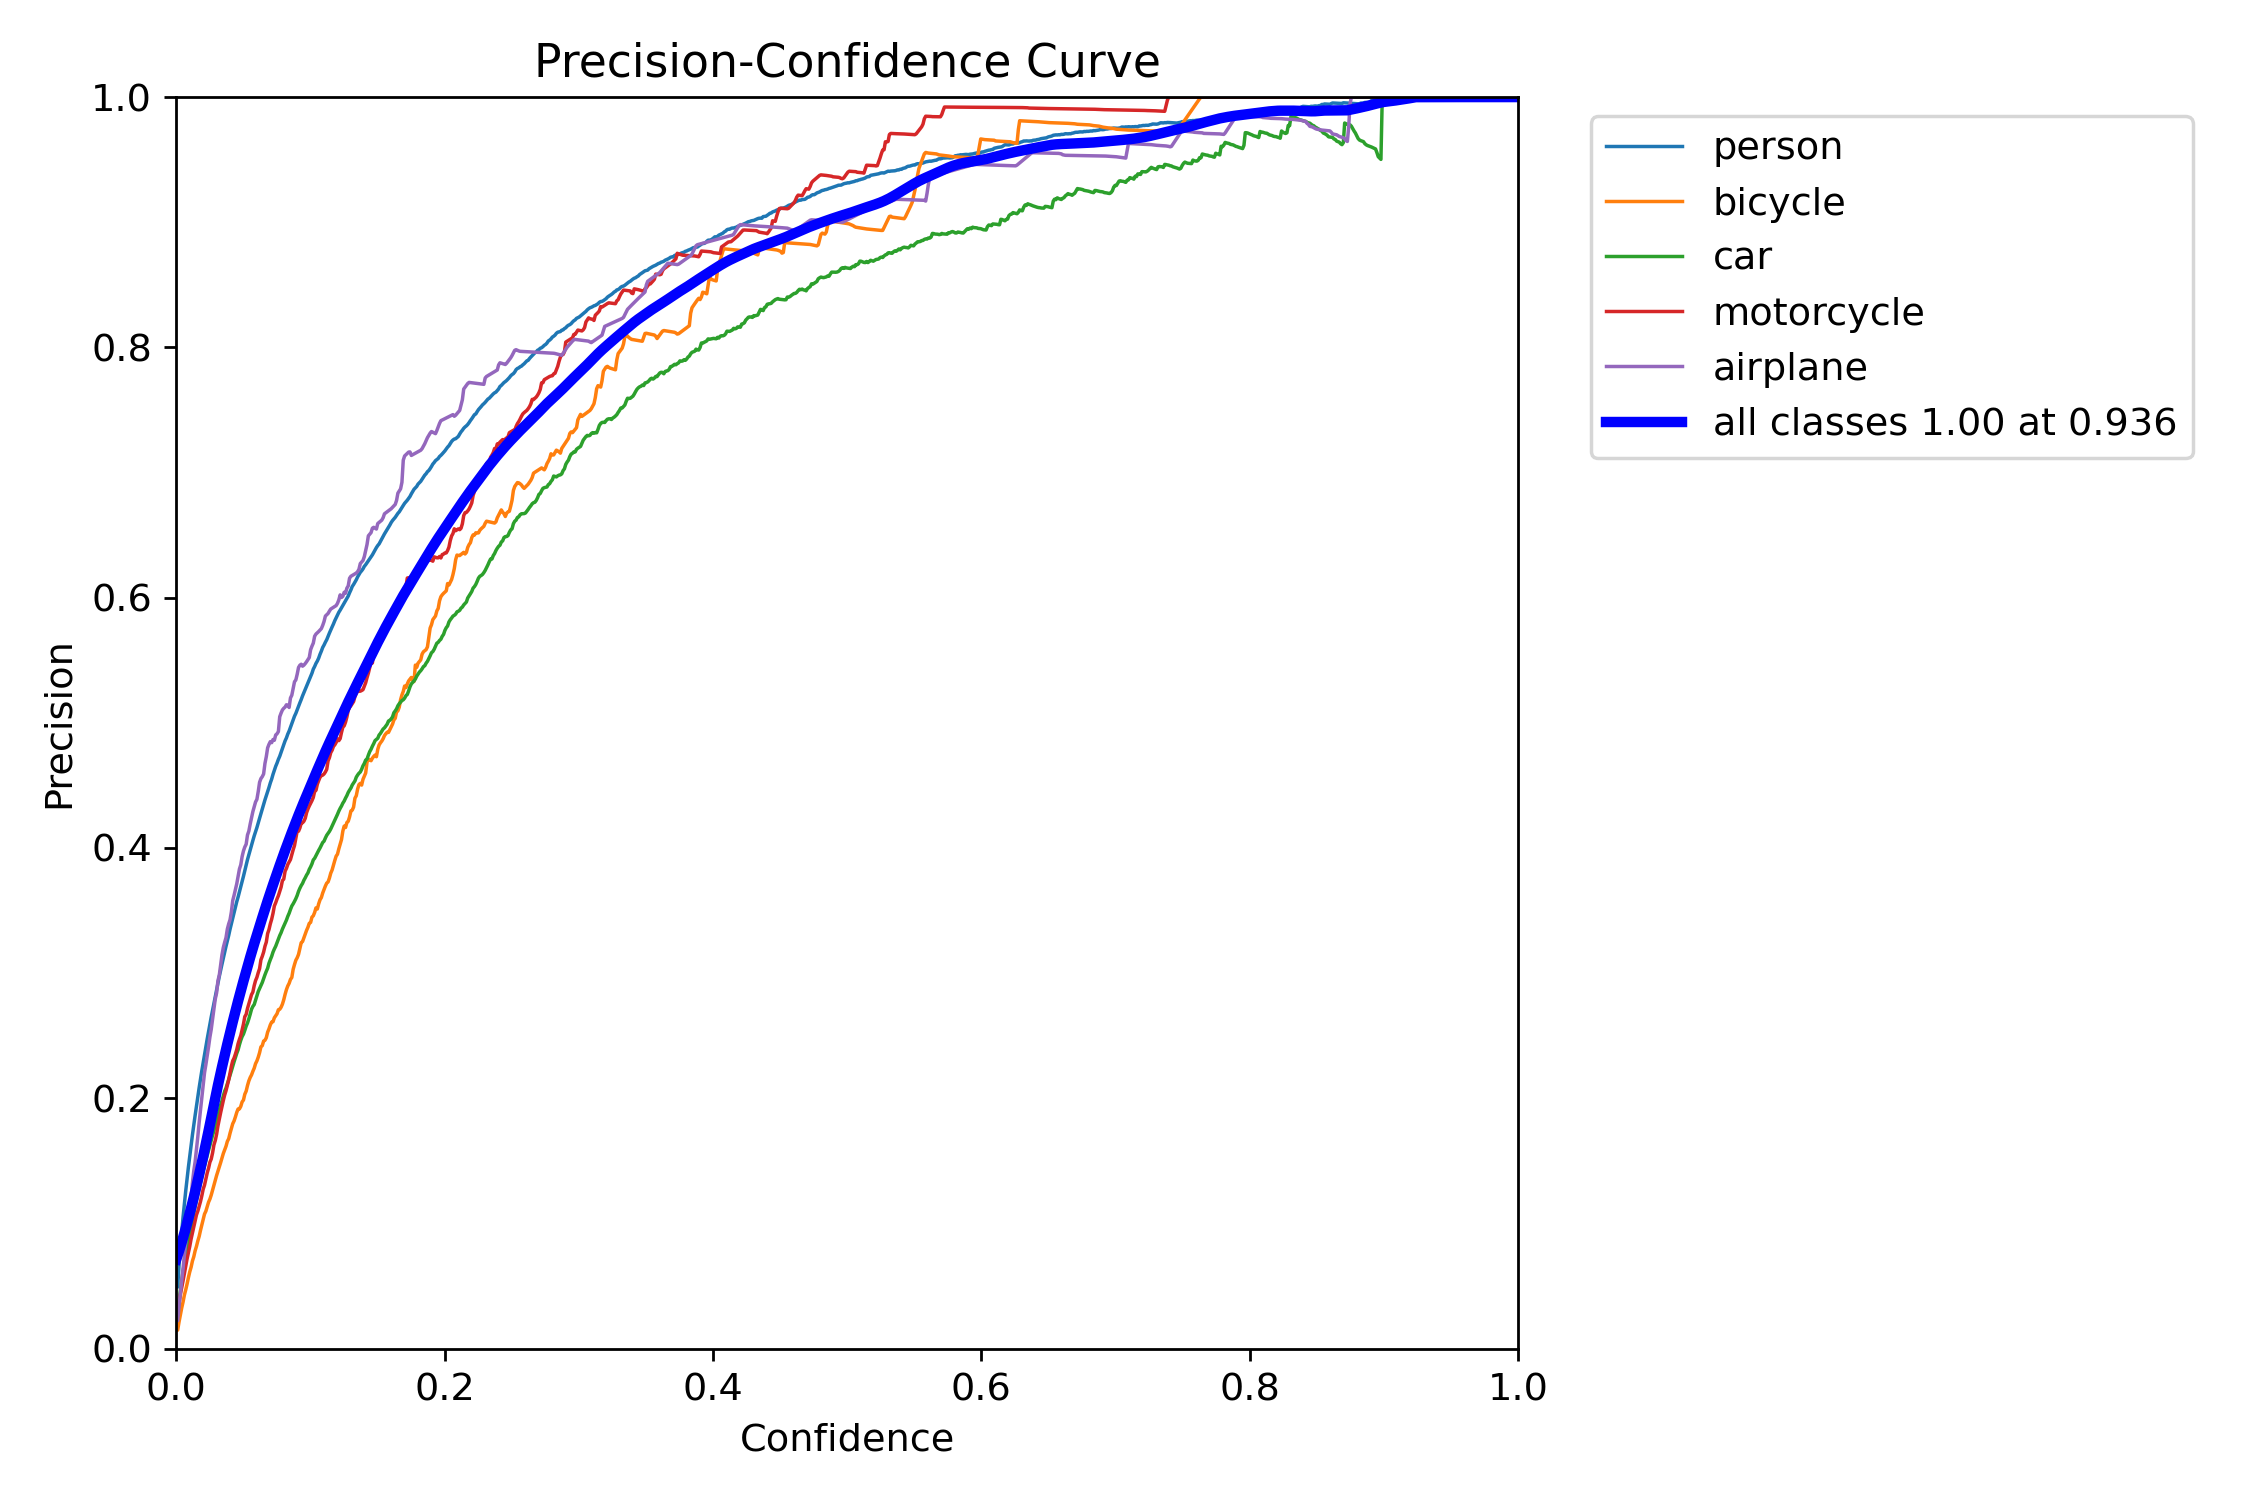 Precision-Confidence Curve
1.0
0.8
0.6
0.4
0.2
0.0
Precision
0.0 0.2 0.4 0.6 0.8 1.0
Confidence
person
bicycle
car
motorcycle
airplane
all classes 1.00 at 0.936